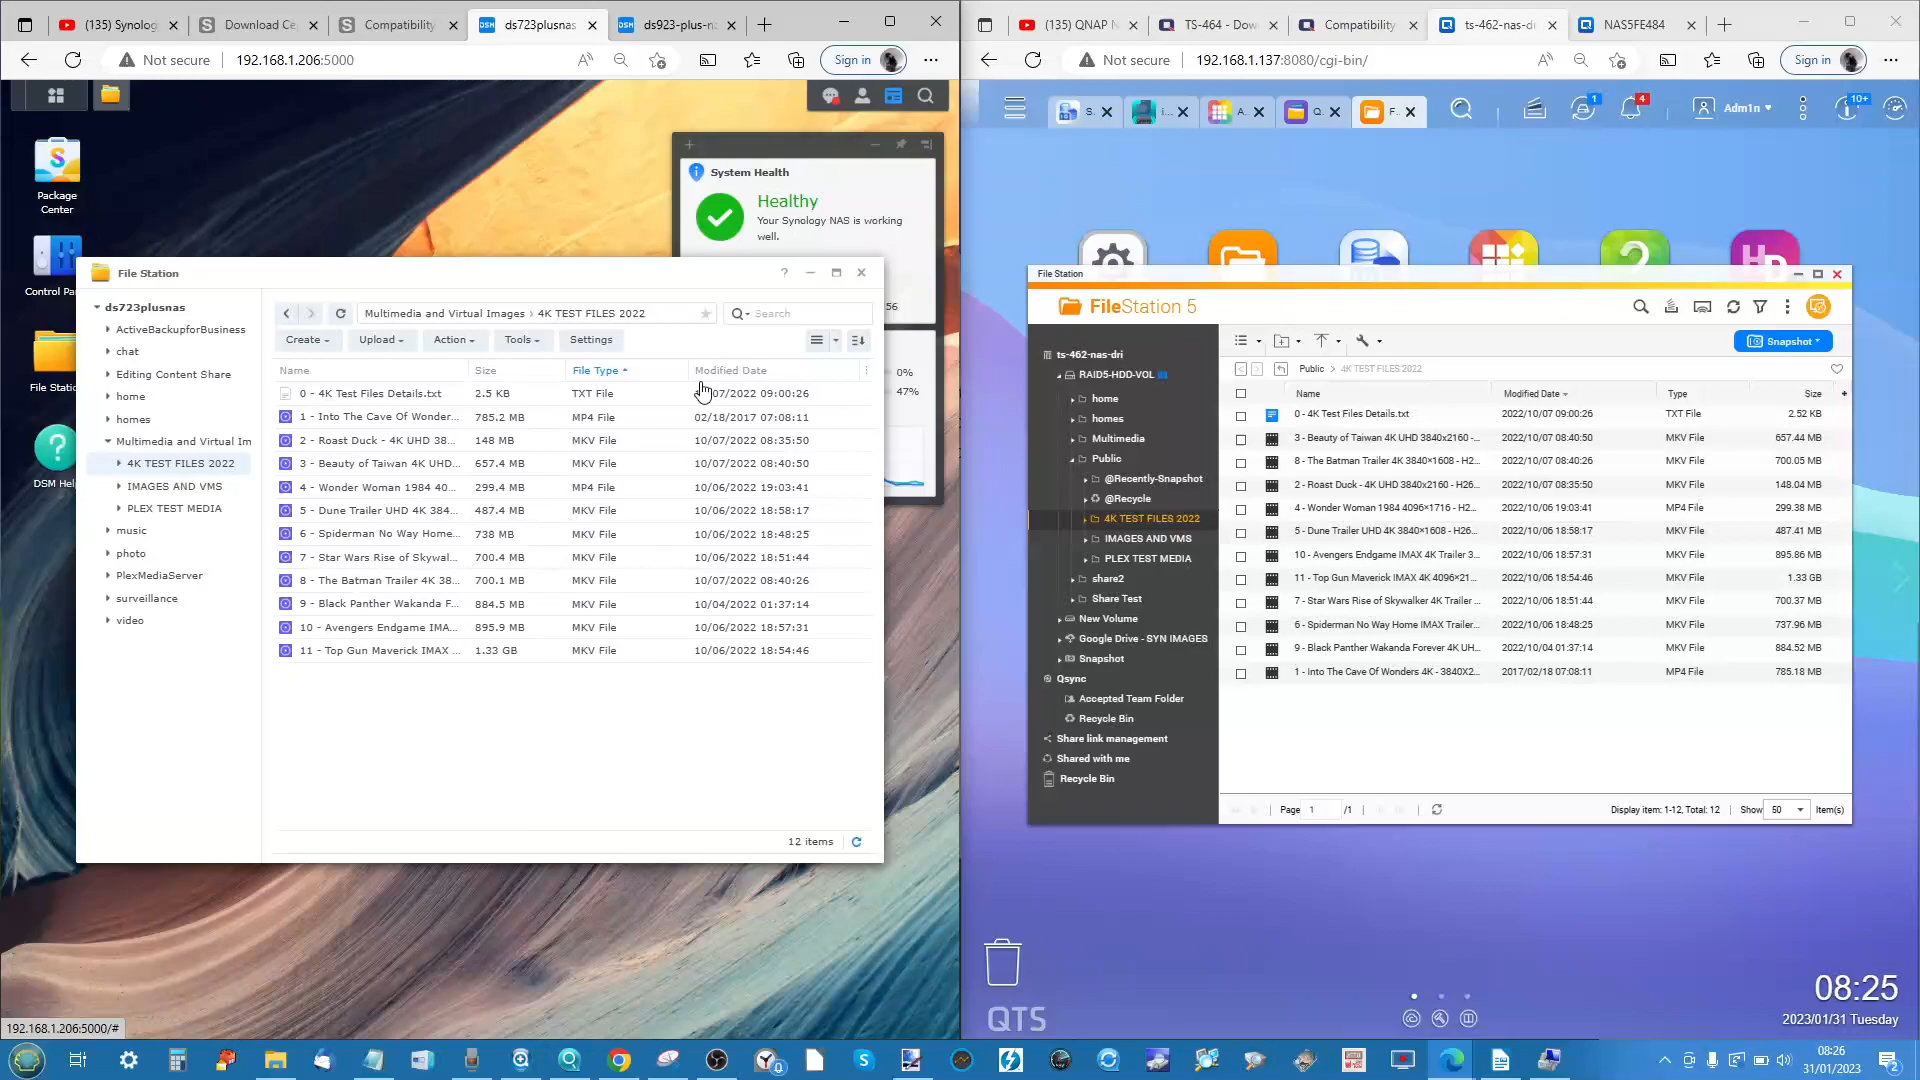 (135) Synolog
Download Ce
Compatibility
ds723plusnas
ds923-plus-na
Not secure
192.168.1.206:5000
Sign in
Package
Center
Control Pa
File Statio
DSM Help
System Health
Healthy
Your Synology NAS is working
well.
56
0%
47%
File Station
ds723plusnas
ActiveBackupforBusiness
chat
Editing Content Share
home
homes
Multimedia and Virtual Im
4K TEST FILES 2022
IMAGES AND VMS
PLEX TEST MEDIA
music
photo
PlexMediaServer
surveillance
video
Multimedia and Virtual Images › 4K TEST FILES 2022
Search
Create
Upload
Action
Tools
Settings
Name Size File Type Modified Date
0 - 4K Test Files Details.txt 2.5 KB TXT File /07/2022 09:00:26
1 - Into The Cave Of Wonder... 785.2 MB MP4 File 02/18/2017 07:08:11
2 - Roast Duck - 4K UHD 38... 148 MB MKV File 10/07/2022 08:35:50
3 - Beauty of Taiwan 4K UHD... 657.4 MB MKV File 10/07/2022 08:40:50
4 - Wonder Woman 1984 40... 299.4 MB MP4 File 10/06/2022 19:03:41
5 - Dune Trailer UHD 4K 384... 487.4 MB MKV File 10/06/2022 18:58:17
6 - Spiderman No Way Home... 738 MB MKV File 10/06/2022 18:48:25
7 - Star Wars Rise of Skywal... 700.4 MB MKV File 10/06/2022 18:51:44
8 - The Batman Trailer 4K 38... 700.1 MB MKV File 10/07/2022 08:40:26
9 - Black Panther Wakanda F... 884.5 MB MKV File 10/04/2022 01:37:14
10 - Avengers Endgame IMA... 895.9 MB MKV File 10/06/2022 18:57:31
11 - Top Gun Maverick IMAX ... 1.33 GB MKV File 10/06/2022 18:54:46
12 items
192.168.1.206:5000/#
(135) QNAP N
TS-464 - Dow
Compatibility
ts-462-nas-dr
NAS5FE484
Not secure
192.168.1.137:8080/cgi-bin/
Sign in
S.
i...
A.
Q.
F.
1
4
Adm1n
10+
File Station
FileStation 5
Snapshot
ts-462-nas-dri
RAID5-HDD-VOL
home
homes
Multimedia
Public
@Recently-Snapshot
@Recycle
4K TEST FILES 2022
IMAGES AND VMS
PLEX TEST MEDIA
share2
Share Test
New Volume
Google Drive - SYN IMAGES
Snapshot
Qsync
Accepted Team Folder
Recycle Bin
Share link management
Shared with me
Recycle Bin
Public › 4K TEST FILES 2022
Name Modified Date Type Size
0 - 4K Test Files Details.txt 2022/10/07 09:00:26 TXT File 2.52 KB
3 - Beauty of Taiwan 4K UHD 3840x2160 -... 2022/10/07 08:40:50 MKV File 657.44 MB
8 - The Batman Trailer 4K 3840×1608 - H2... 2022/10/07 08:40:26 MKV File 700.05 MB
2 - Roast Duck - 4K UHD 3840x2160 - H26... 2022/10/07 08:35:50 MKV File 148.04 MB
4 - Wonder Woman 1984 4096×1716 - H2... 2022/10/06 19:03:41 MP4 File 299.38 MB
5 - Dune Trailer UHD 4K 3840×1608 - H26... 2022/10/06 18:58:17 MKV File 487.41 MB
10 - Avengers Endgame IMAX 4K Trailer 3... 2022/10/06 18:57:31 MKV File 895.86 MB
11 - Top Gun Maverick IMAX 4K 4096×21... 2022/10/06 18:54:46 MKV File 1.33 GB
7 - Star Wars Rise of Skywalker 4K Trailer ... 2022/10/06 18:51:44 MKV File 700.37 MB
6 - Spiderman No Way Home IMAX Trailer... 2022/10/06 18:48:25 MKV File 737.96 MB
9 - Black Panther Wakanda Forever 4K UH... 2022/10/04 01:37:14 MKV File 884.52 MB
1 - Into The Cave Of Wonders 4K - 3840X2... 2017/02/18 07:08:11 MP4 File 785.18 MB
Page 1 /1
Display item: 1-12, Total: 12
Show 50 Item(s)
QTS
08:25
2023/01/31 Tuesday
08:26
31/01/2023
2